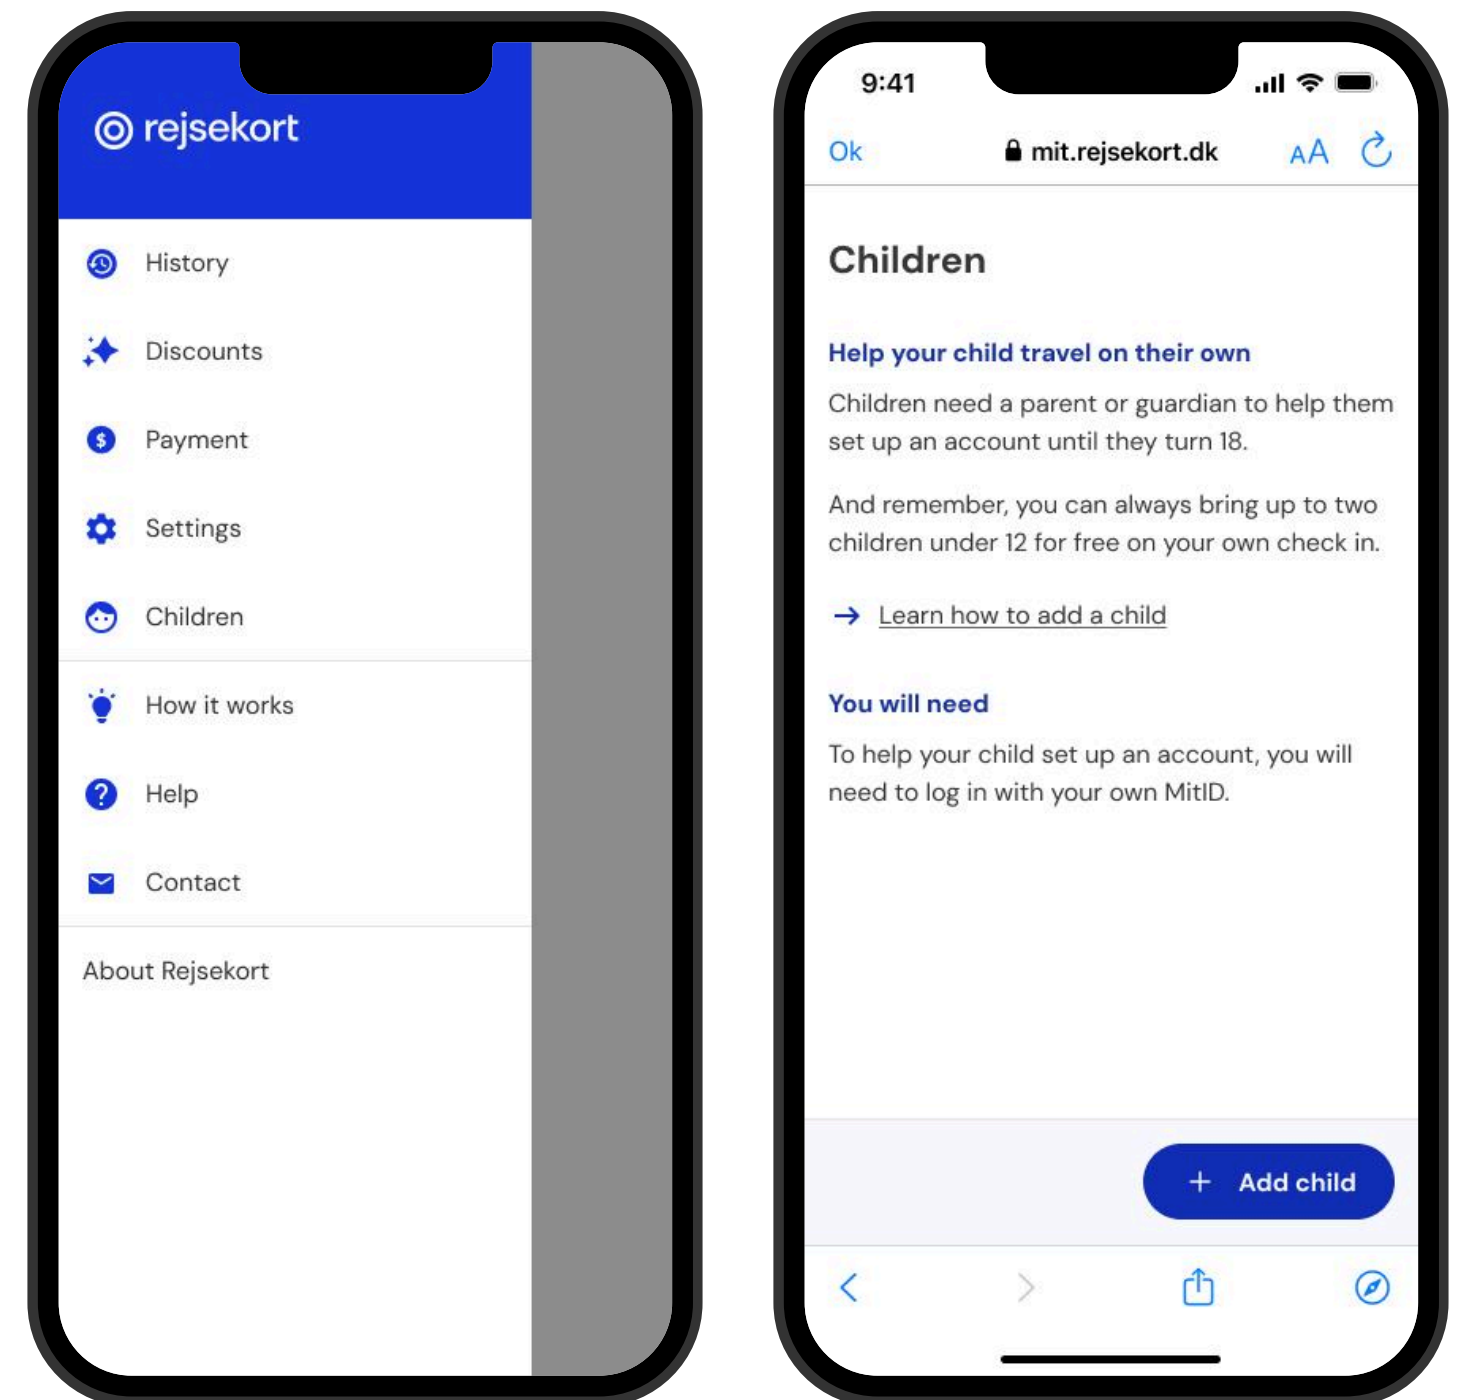 rejsekort
History
Discounts
Payment
Settings
Children
How it works
Help
Contact
About Rejsekort
9:41
Ok
mit.rejsekort.dk
AA
Children
Help your child travel on their own
Children need a parent or guardian to help them
set up an account until they turn 18.
And remember, you can always bring up to two
children under 12 for free on your own check in.
Learn how to add a child
You will need
To help your child set up an account, you will
need to log in with your own MitID.
+ Add child